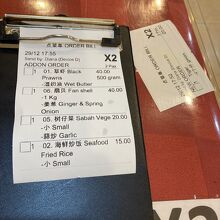 点菜单 ORDER BILL
29/12 17:55 X2
Send by: Diana (Device D)
ADDON ORDER 2 Pax
01. 草虾 Black 40.00
Prawns 500 gram
-湿奶油 Wet Butter
06. 扇贝 Fan shell 40.00
- 1 Kg
-姜葱 Ginger & Spring
Onion
05. 树仔菜 Sabah Vege 20.00
-小 Small
-蒜炒 Garlic
02. 海鲜炒饭 Seafood 15.00
Fried Rice
-小 Small
X2